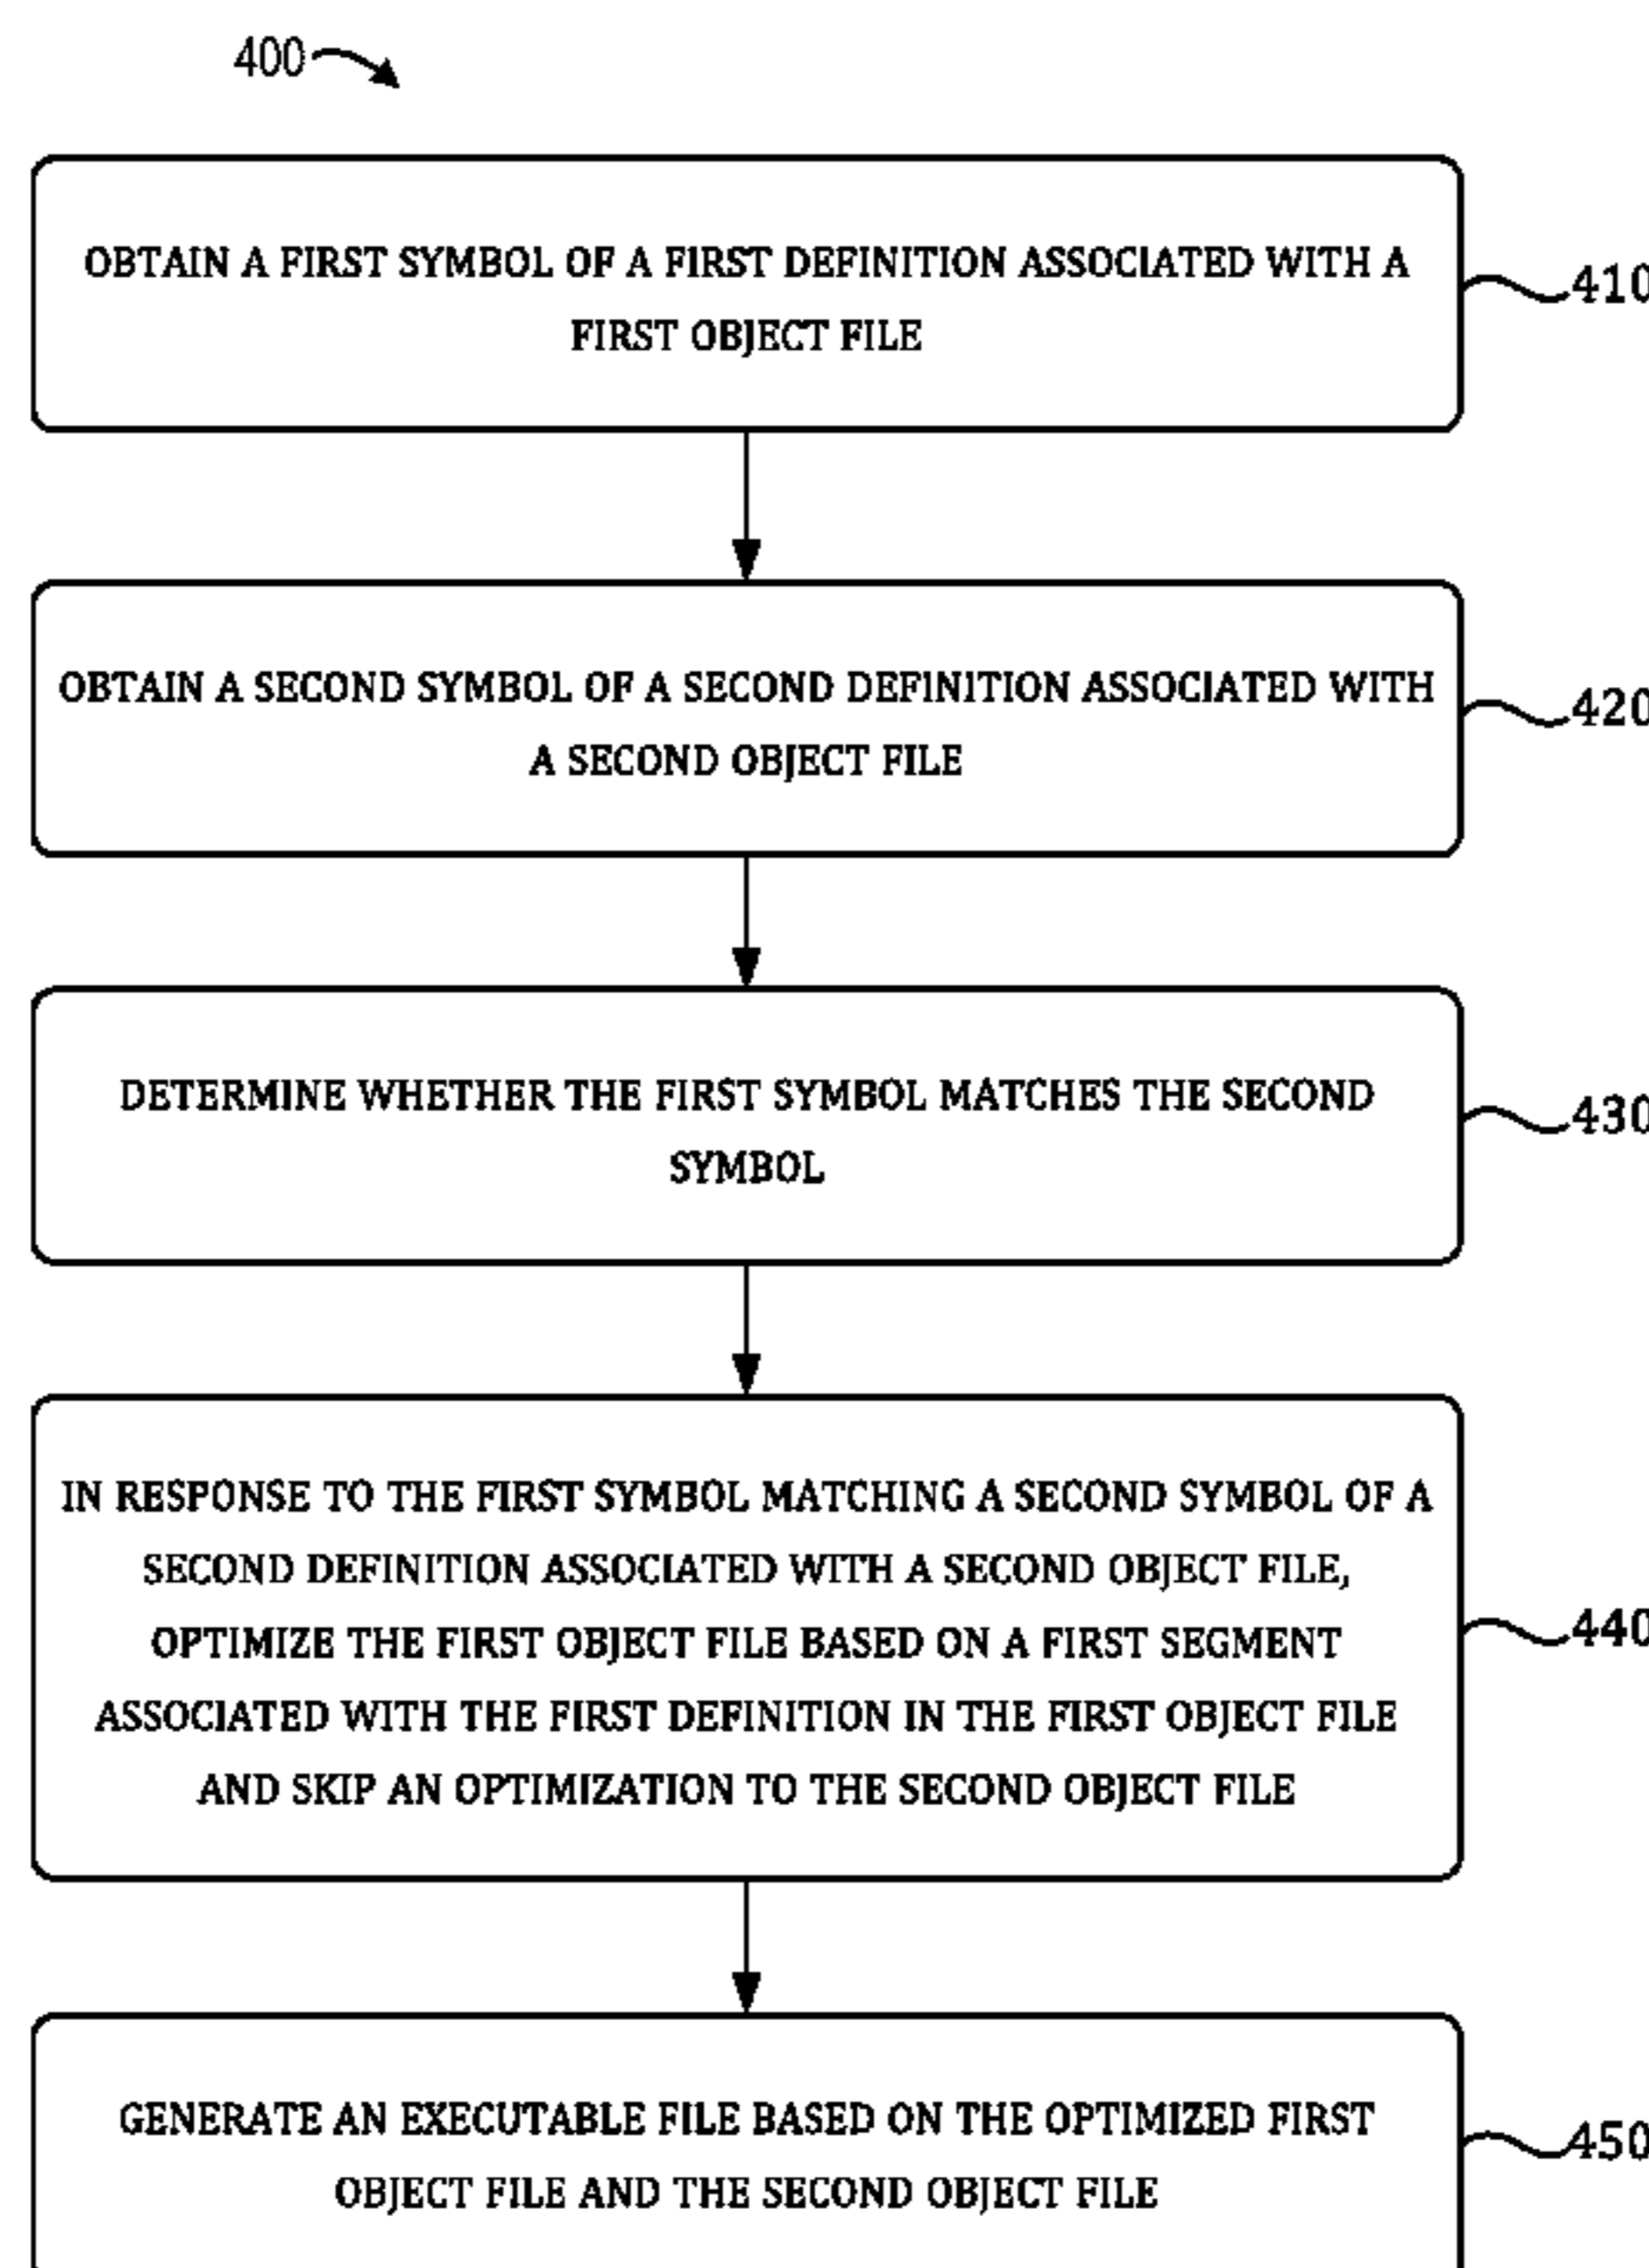 400
OBTAIN A FIRST SYMBOL OF A FIRST DEFINITION ASSOCIATED WITH A
FIRST OBJECT FILE
410
OBTAIN A SECOND SYMBOL OF A SECOND DEFINITION ASSOCIATED WITH
A SECOND OBJECT FILE
420
DETERMINE WHETHER THE FIRST SYMBOL MATCHES THE SECOND
SYMBOL
430
IN RESPONSE TO THE FIRST SYMBOL MATCHING A SECOND SYMBOL OF A
SECOND DEFINITION ASSOCIATED WITH A SECOND OBJECT FILE,
OPTIMIZE THE FIRST OBJECT FILE BASED ON A FIRST SEGMENT
ASSOCIATED WITH THE FIRST DEFINITION IN THE FIRST OBJECT FILE
AND SKIP AN OPTIMIZATION TO THE SECOND OBJECT FILE
440
GENERATE AN EXECUTABLE FILE BASED ON THE OPTIMIZED FIRST
OBJECT FILE AND THE SECOND OBJECT FILE
450